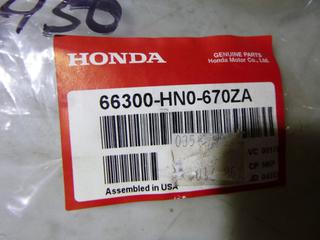 450
HONDA
GENUINE PARTS
Honda Motor Co., Ltd.
66300-HN0-670ZA
Assembled in USA